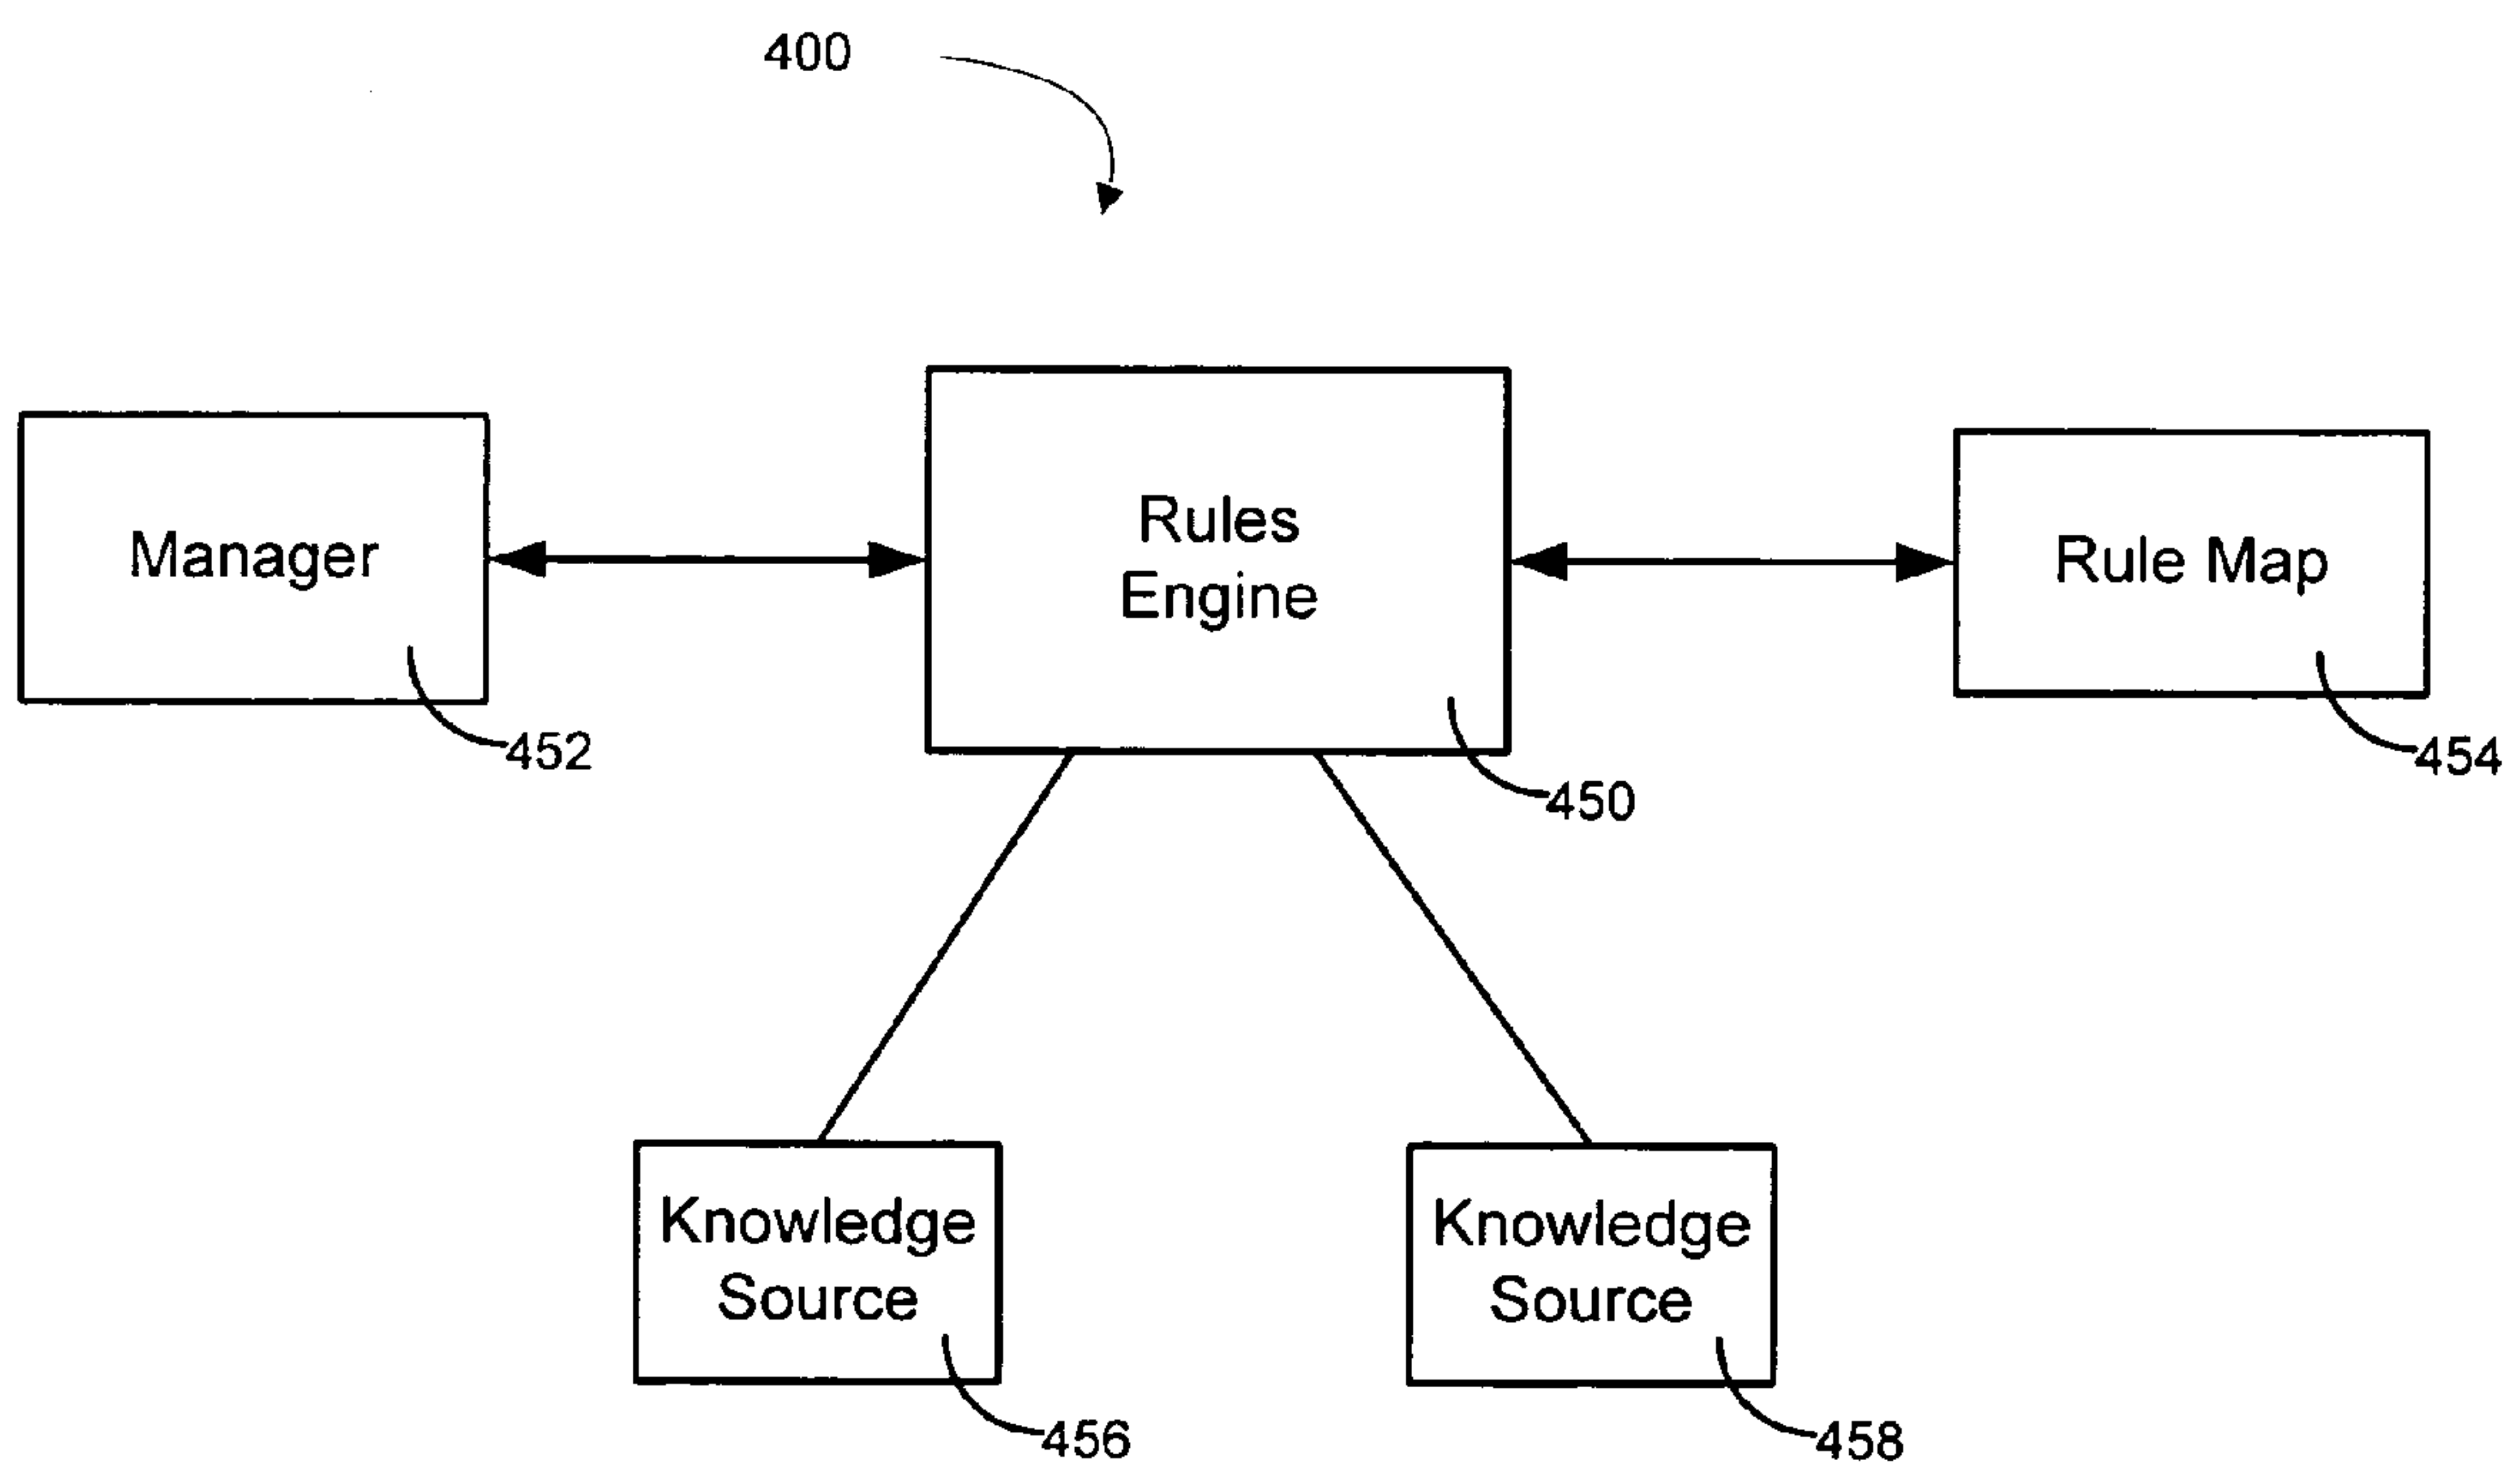 400
Manager
452
Rules
Engine
450
Rule Map
454
Knowledge
Source
456
Knowledge
Source
458